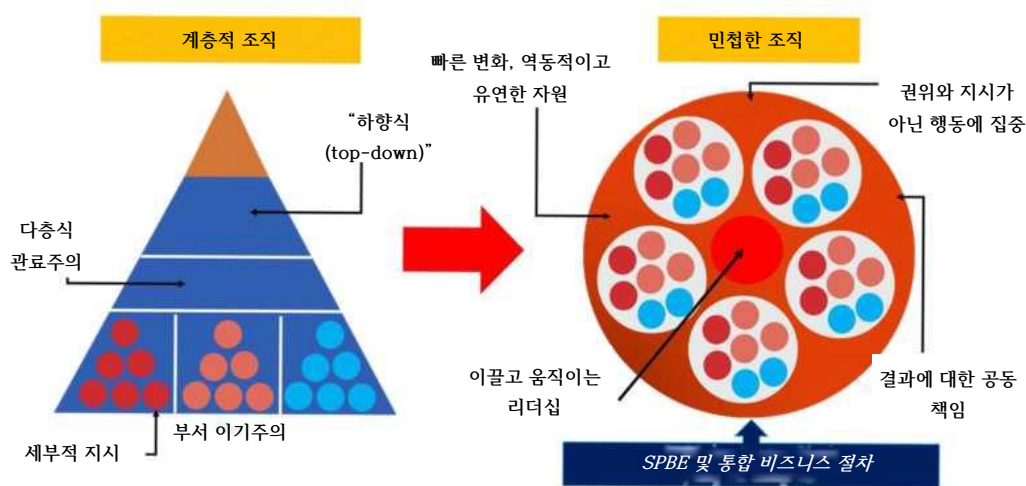 계층적 조직
민첩한 조직
“하향식
(top-down)”
다층식
관료주의
세부적 지시
부서 이기주의
빠른 변화, 역동적이고
유연한 자원
권위와 지시가
아닌 행동에 집중
이끌고 움직이는
리더십
결과에 대한 공동
책임
SPBE 및 통합 비즈니스 절차